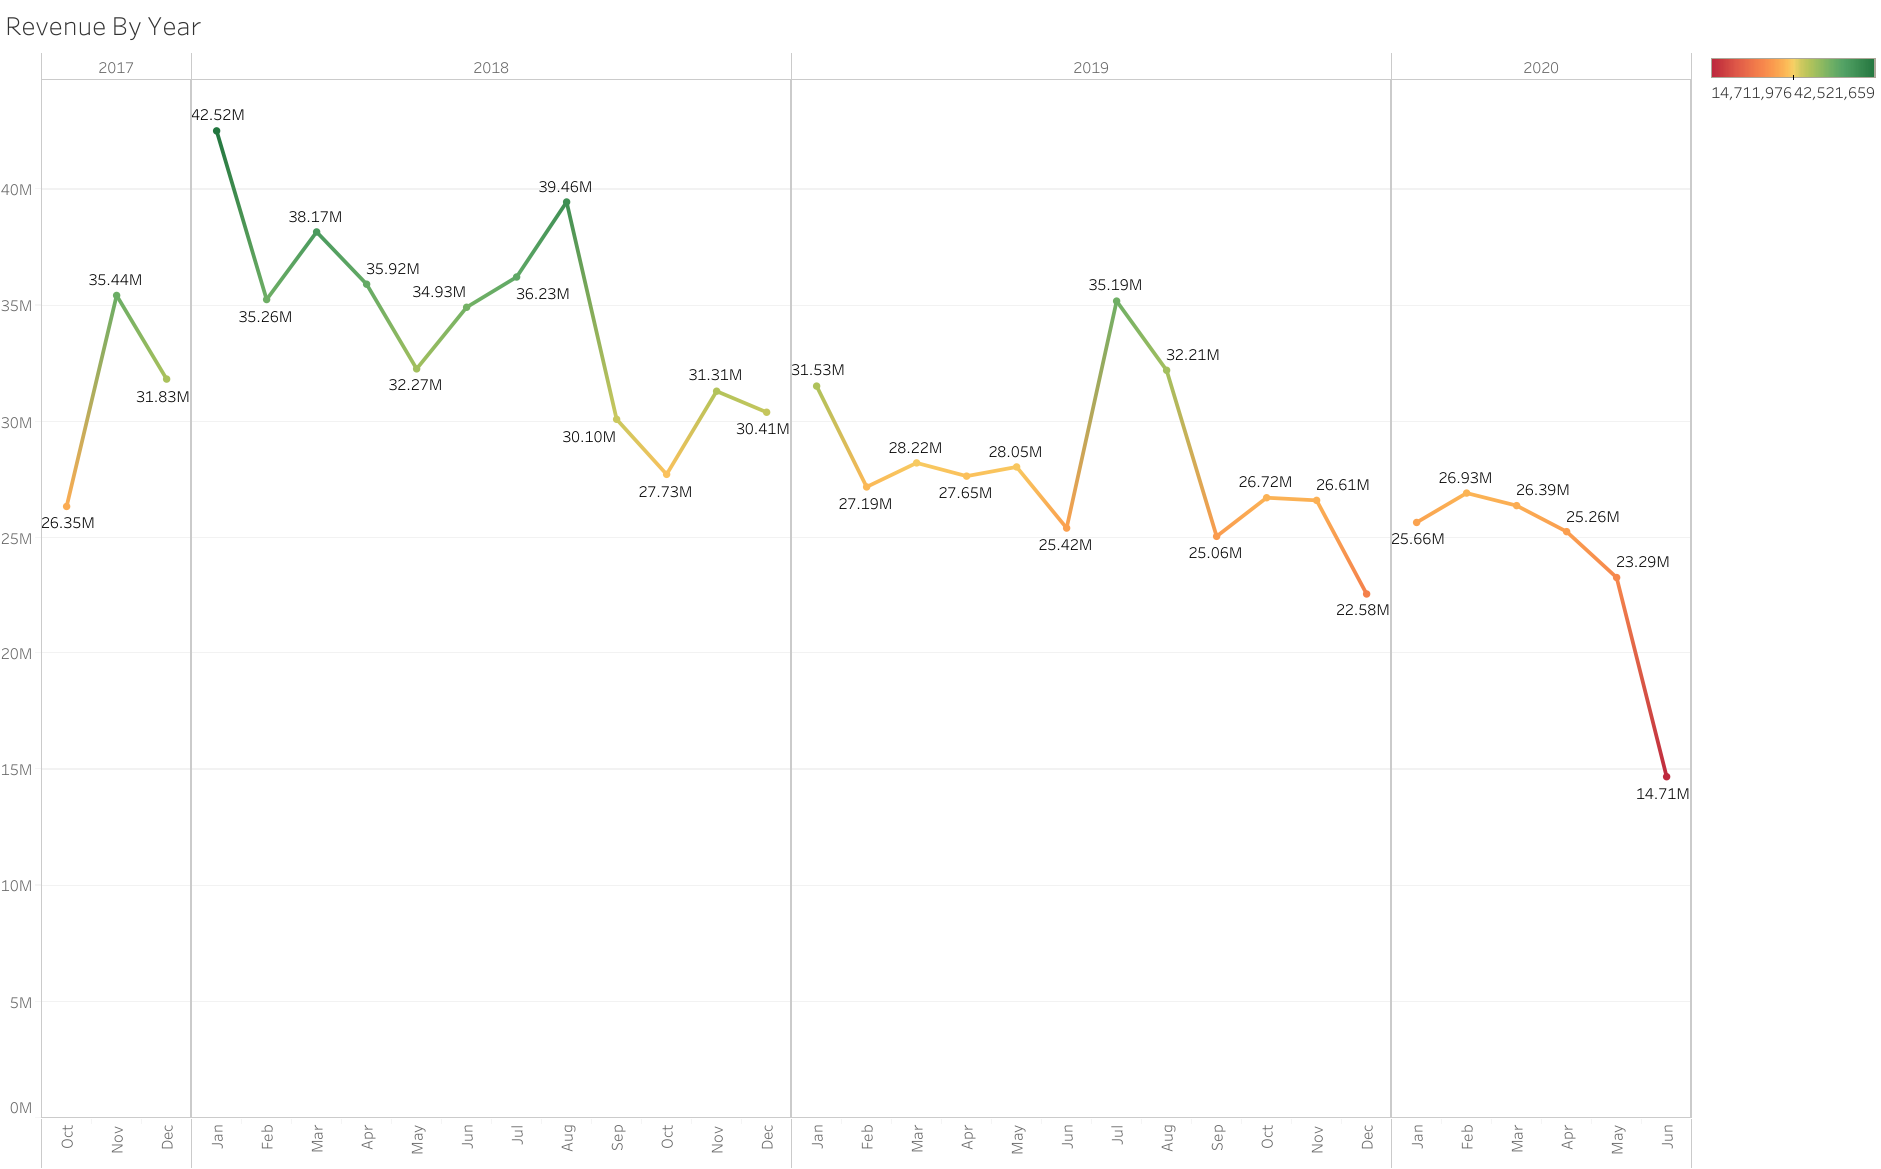 Revenue By Year
2017 2018 2019 2020
14,711,976 42,521,659
40M
35M
30M
25M
20M
15M
10M
5M
0M
26.35M
35.44M
31.83M
42.52M
35.26M
38.17M
35.92M
32.27M
34.93M
36.23M
39.46M
30.10M
27.73M
31.31M
30.41M
31.53M
27.19M
28.22M
27.65M
28.05M
25.42M
35.19M
32.21M
25.06M
26.72M
26.61M
22.58M
25.66M
26.93M
26.39M
25.26M
23.29M
14.71M
Oct Nov Dec Jan Feb Mar Apr May Jun Jul Aug Sep Oct Nov Dec Jan Feb Mar Apr May Jun Jul Aug Sep Oct Nov Dec Jan Feb Mar Apr May Jun